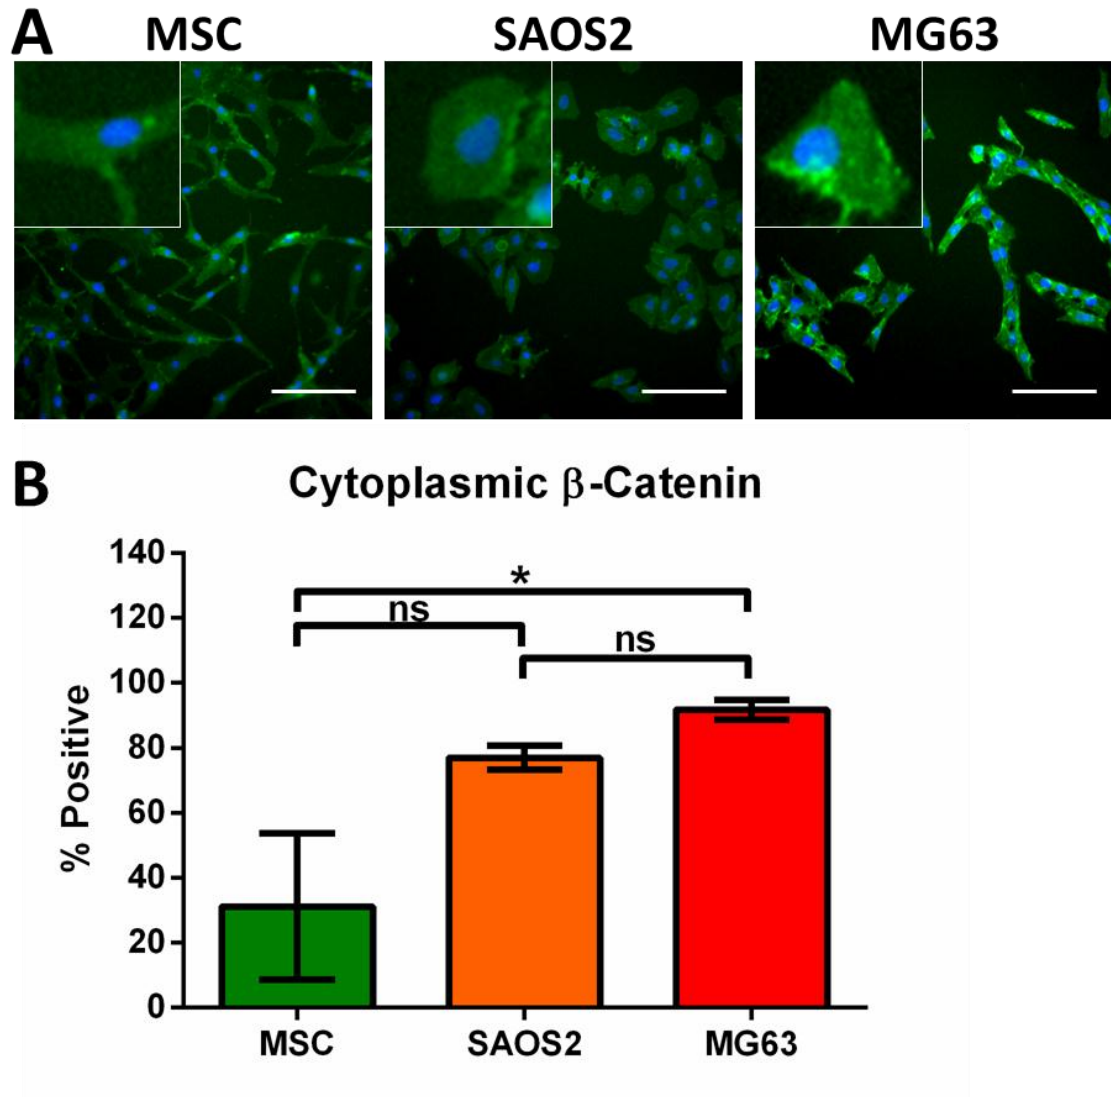 A
MSC
SAOS2
MG63
B
Cytoplasmic β-Catenin
% Positive
140
120
100
80
60
40
20
0
*
ns
ns
MSC
SAOS2
MG63